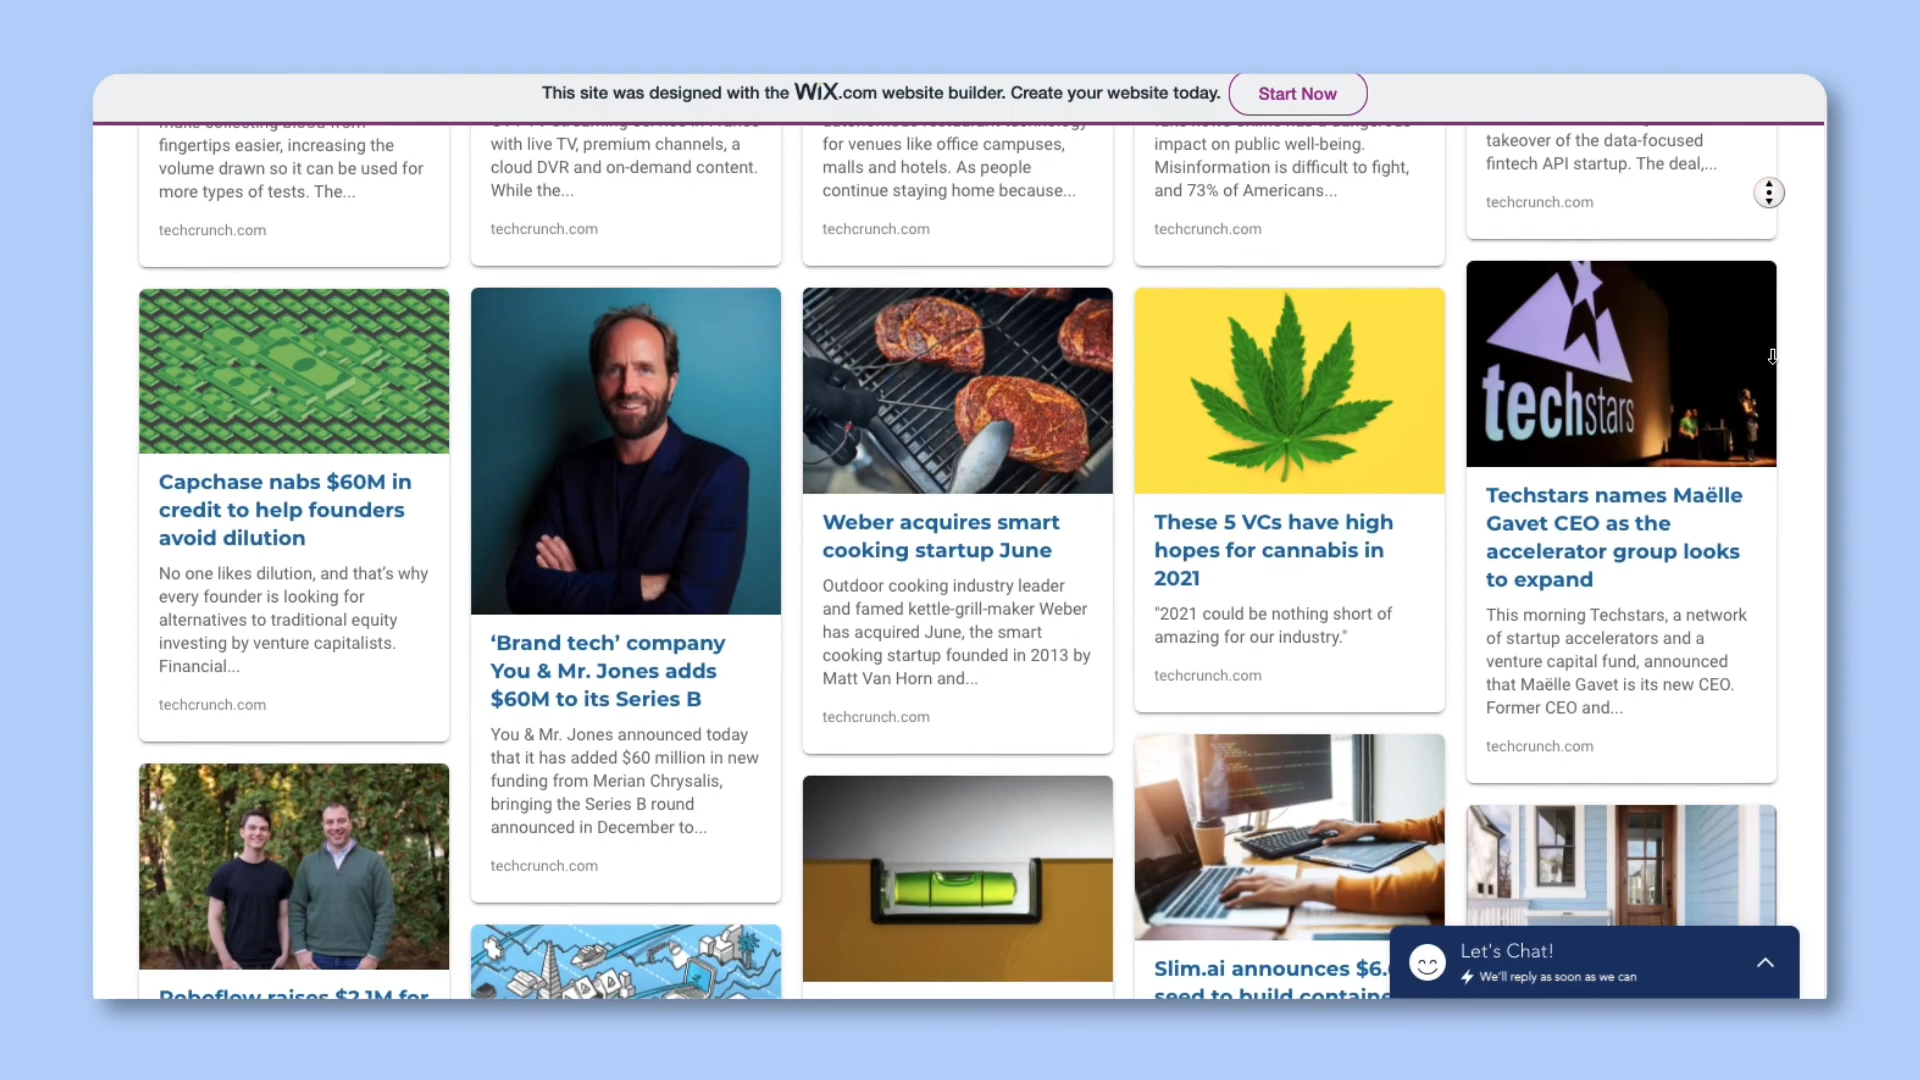 This site was designed with the WiX.com website builder. Create your website today.
Start Now
fingertips easier, increasing the
volume drawn so it can be used for
more types of tests. The...
techcrunch.com
with live TV, premium channels, a
cloud DVR and on-demand content.
While the...
techcrunch.com
for venues like office campuses,
malls and hotels. As people
continue staying home because...
techcrunch.com
impact on public well-being.
Misinformation is difficult to fight,
and 73% of Americans...
techcrunch.com
takeover of the data-focused
fintech API startup. The deal,...
techcrunch.com
Capchase nabs $60M in
credit to help founders
avoid dilution
No one likes dilution, and that's why
every founder is looking for
alternatives to traditional equity
investing by venture capitalists.
Financial...
techcrunch.com
‘Brand tech’ company
You & Mr. Jones adds
$60M to its Series B
You & Mr. Jones announced today
that it has added $60 million in new
funding from Merian Chrysalis,
bringing the Series B round
announced in December to...
techcrunch.com
Weber acquires smart
cooking startup June
Outdoor cooking industry leader
and famed kettle-grill-maker Weber
has acquired June, the smart
cooking startup founded in 2013 by
Matt Van Horn and...
techcrunch.com
These 5 VCs have high
hopes for cannabis in
2021
"2021 could be nothing short of
amazing for our industry."
techcrunch.com
techstars
Techstars names Maëlle
Gavet CEO as the
accelerator group looks
to expand
This morning Techstars, a network
of startup accelerators and a
venture capital fund, announced
that Maëlle Gavet is its new CEO.
Former CEO and...
techcrunch.com
Roboflow raises $2.1M for
Slim.ai announces $6.
seed to build containe
Let's Chat!
We'll reply as soon as we can